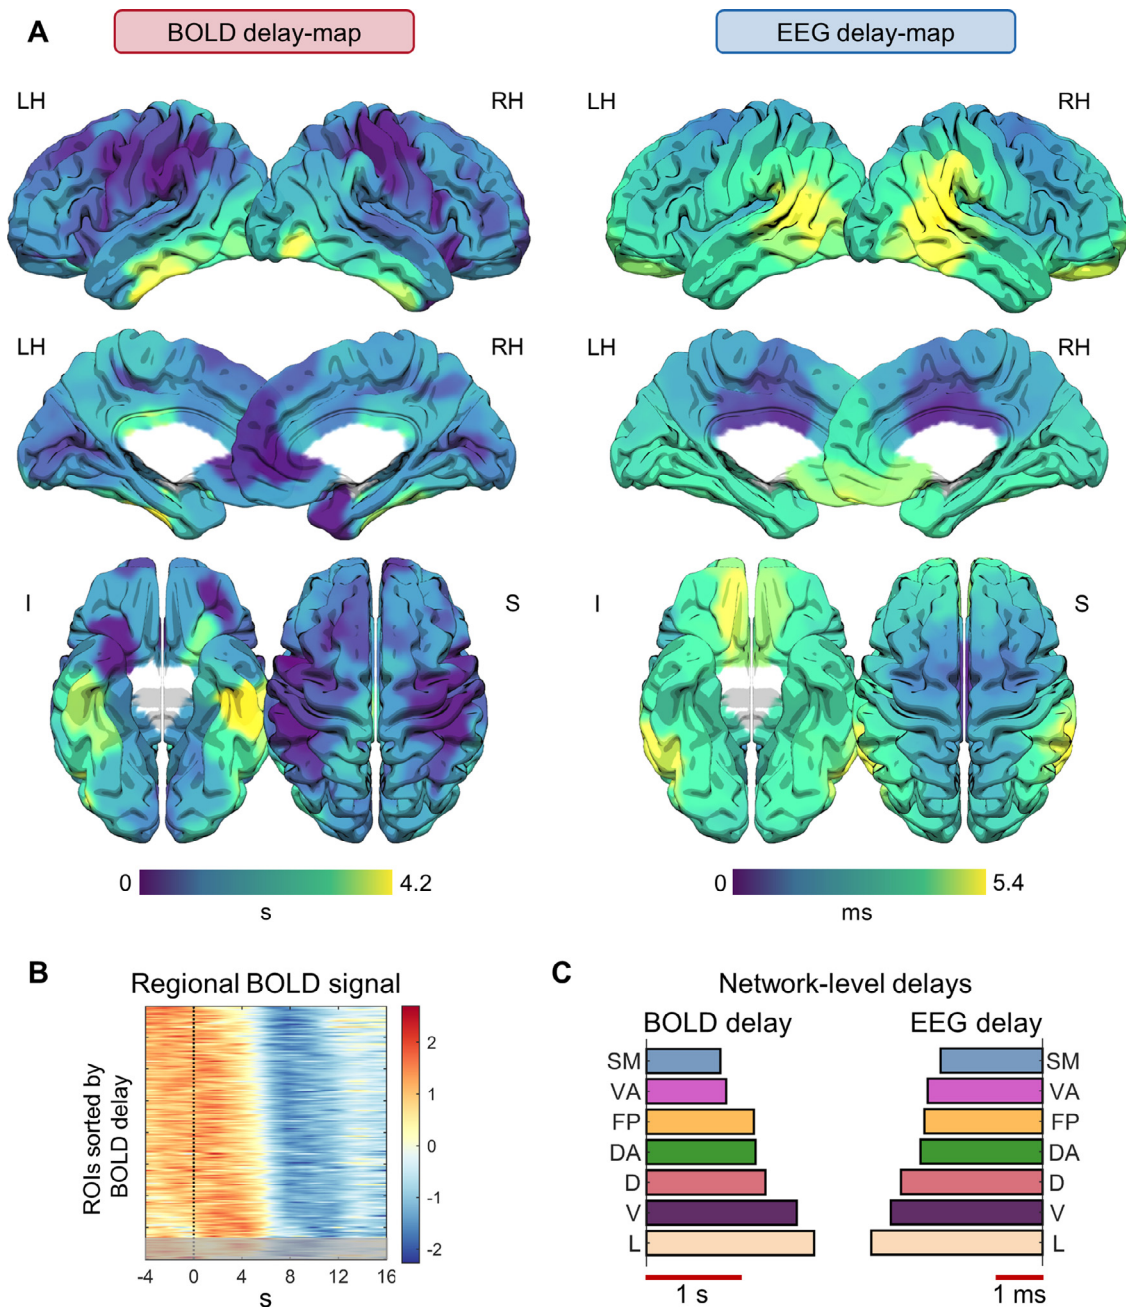 A
BOLD delay-map
EEG delay-map
LH
RH
LH
RH
LH
RH
LH
RH
I
S
I
S
0
4.2
s
0
5.4
ms
B
Regional BOLD signal
ROIs sorted by
BOLD delay
2
1
0
-1
-2
-4
0
4
8
12
16
s
C
Network-level delays
BOLD delay
EEG delay
SM
SM
VA
VA
FP
FP
DA
DA
D
D
V
V
L
L
1 s
1 ms